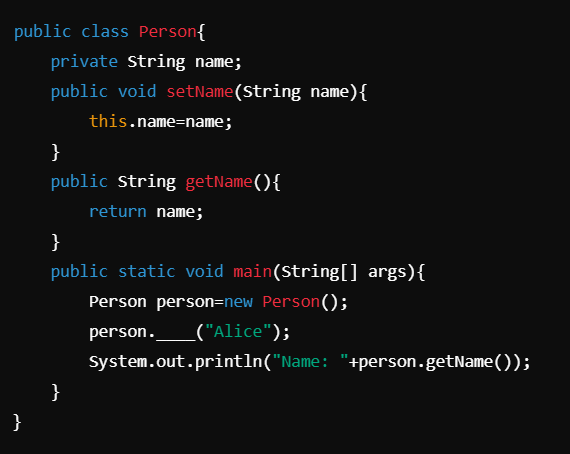 public class Person{
    private String name;
    public void setName(String name){
        this.name=name;
    }
    public String getName(){
        return name;
    }
    public static void main(String[] args){
        Person person=new Person();
        person.____("Alice");
        System.out.println("Name: "+person.getName());
    }
}